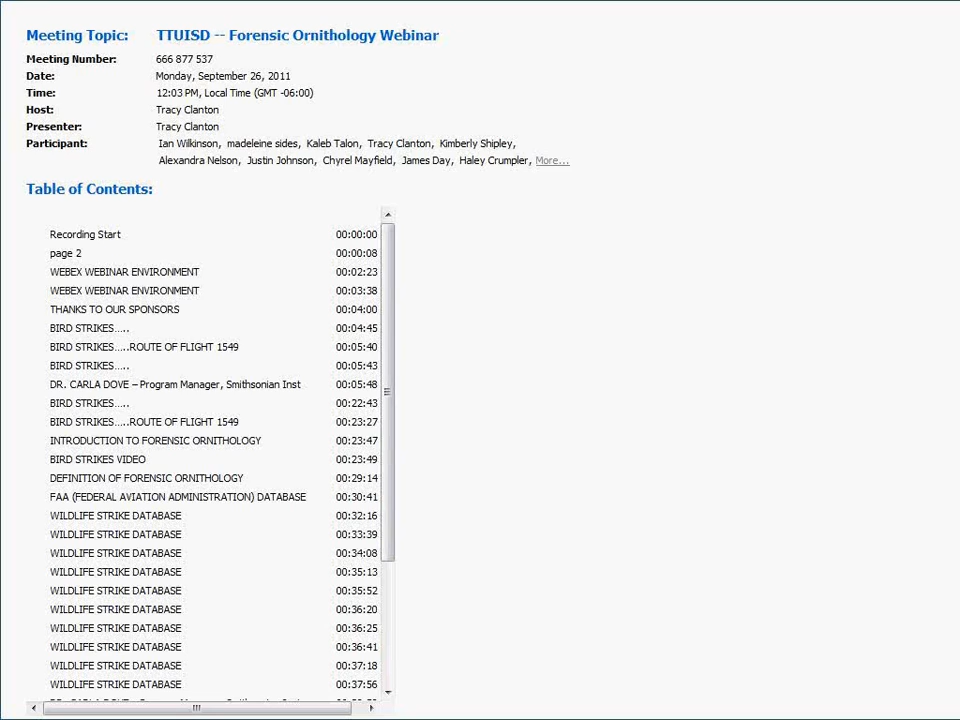 Meeting Topic: TTUISD -- Forensic Ornithology Webinar
Meeting Number: 666 877 537
Date: Monday, September 26, 2011
Time: 12:03 PM, Local Time (GMT -06:00)
Host: Tracy Clanton
Presenter: Tracy Clanton
Participant: Ian Wilkinson, madeleine sides, Kaleb Talon, Tracy Clanton, Kimberly Shipley,
Alexandra Nelson, Justin Johnson, Chyrel Mayfield, James Day, Haley Crumpler, More...
Table of Contents:
Recording Start 00:00:00
page 2 00:00:08
WEBEX WEBINAR ENVIRONMENT 00:02:23
WEBEX WEBINAR ENVIRONMENT 00:03:38
THANKS TO OUR SPONSORS 00:04:00
BIRD STRIKES..... 00:04:45
BIRD STRIKES.....ROUTE OF FLIGHT 1549 00:05:40
BIRD STRIKES..... 00:05:43
DR. CARLA DOVE – Program Manager, Smithsonian Inst 00:05:48
BIRD STRIKES..... 00:22:43
BIRD STRIKES.....ROUTE OF FLIGHT 1549 00:23:27
INTRODUCTION TO FORENSIC ORNITHOLOGY 00:23:47
BIRD STRIKES VIDEO 00:23:49
DEFINITION OF FORENSIC ORNITHOLOGY 00:29:14
FAA (FEDERAL AVIATION ADMINISTRATION) DATABASE 00:30:41
WILDLIFE STRIKE DATABASE 00:32:16
WILDLIFE STRIKE DATABASE 00:33:39
WILDLIFE STRIKE DATABASE 00:34:08
WILDLIFE STRIKE DATABASE 00:35:13
WILDLIFE STRIKE DATABASE 00:35:52
WILDLIFE STRIKE DATABASE 00:36:20
WILDLIFE STRIKE DATABASE 00:36:25
WILDLIFE STRIKE DATABASE 00:36:41
WILDLIFE STRIKE DATABASE 00:37:18
WILDLIFE STRIKE DATABASE 00:37:56